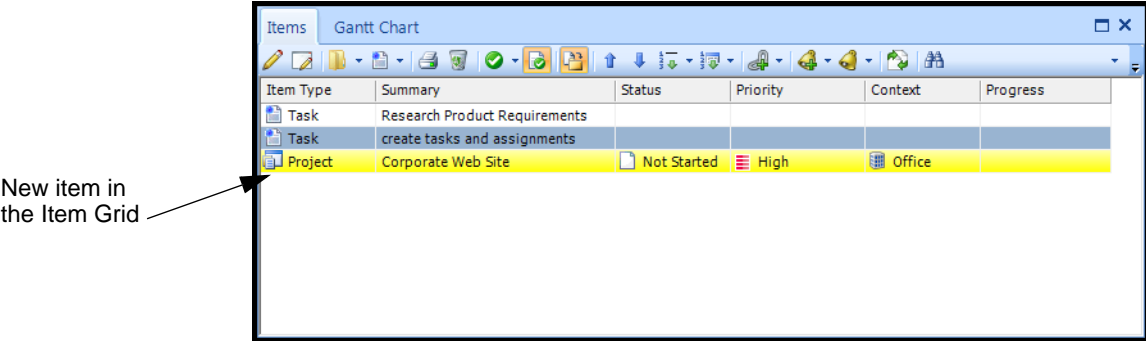 Items Gantt Chart
Item Type Summary Status Priority Context Progress
Task Research Product Requirements
Task create tasks and assignments
Project Corporate Web Site Not Started High Office
New item in
the Item Grid